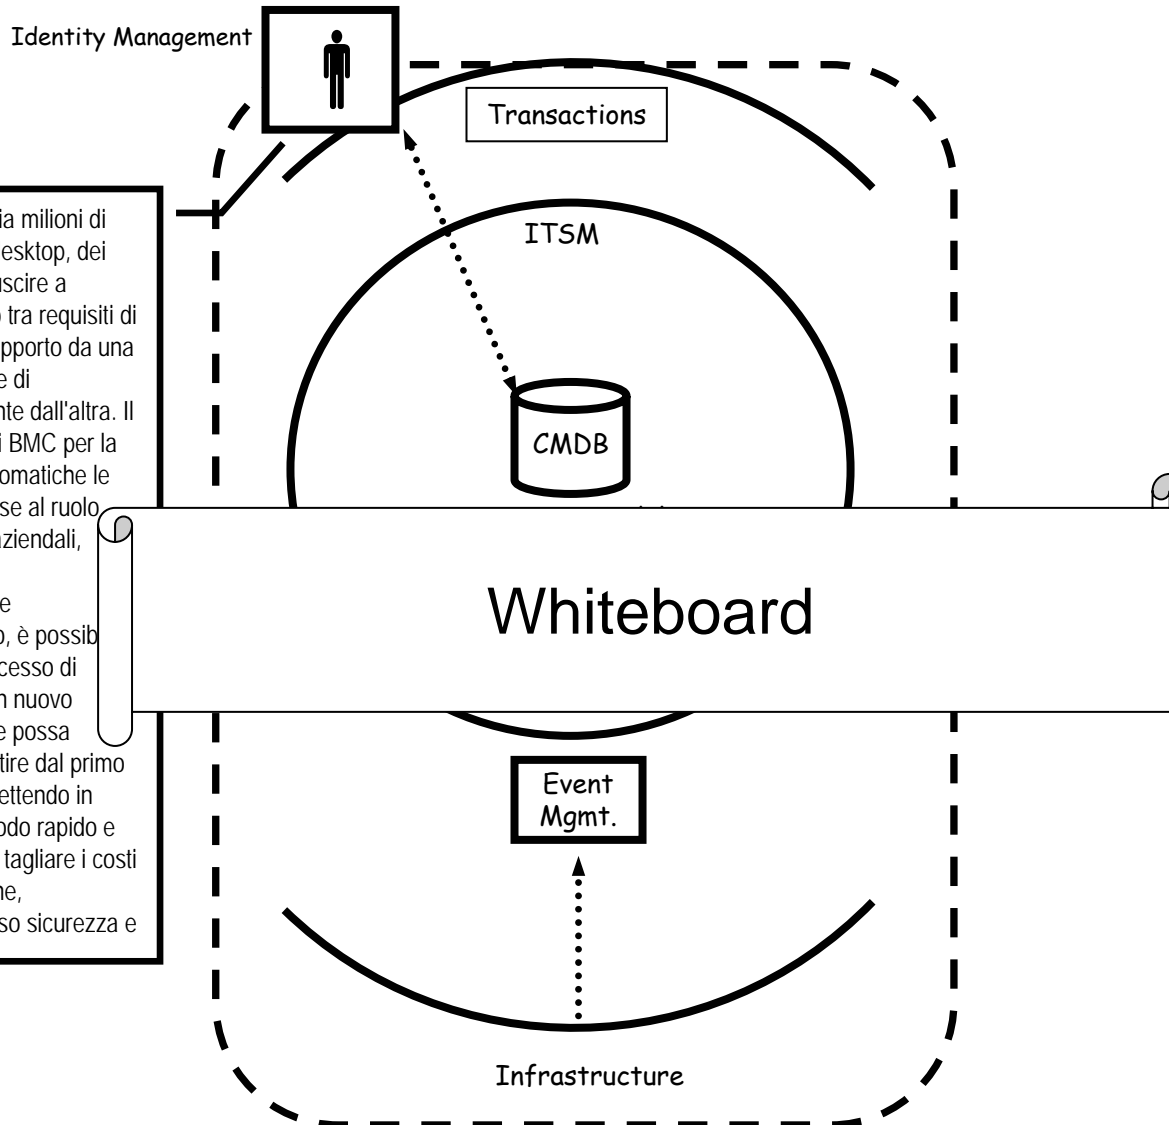 Identity Management
Transactions
ITSM
CMDB
ia milioni di
esktop, dei
uscire a
tra requisiti di
pporto da una
e di
nte dall'altra. Il
i BMC per la
omatiche le
se al ruolo
aziendali,
e
o, è possib
cesso di
n nuovo
e possa
tire dal primo
ettendo in
odo rapido e
tagliare i costi
ne,
so sicurezza e
Whiteboard
Event
Mgmt.
Infrastructure